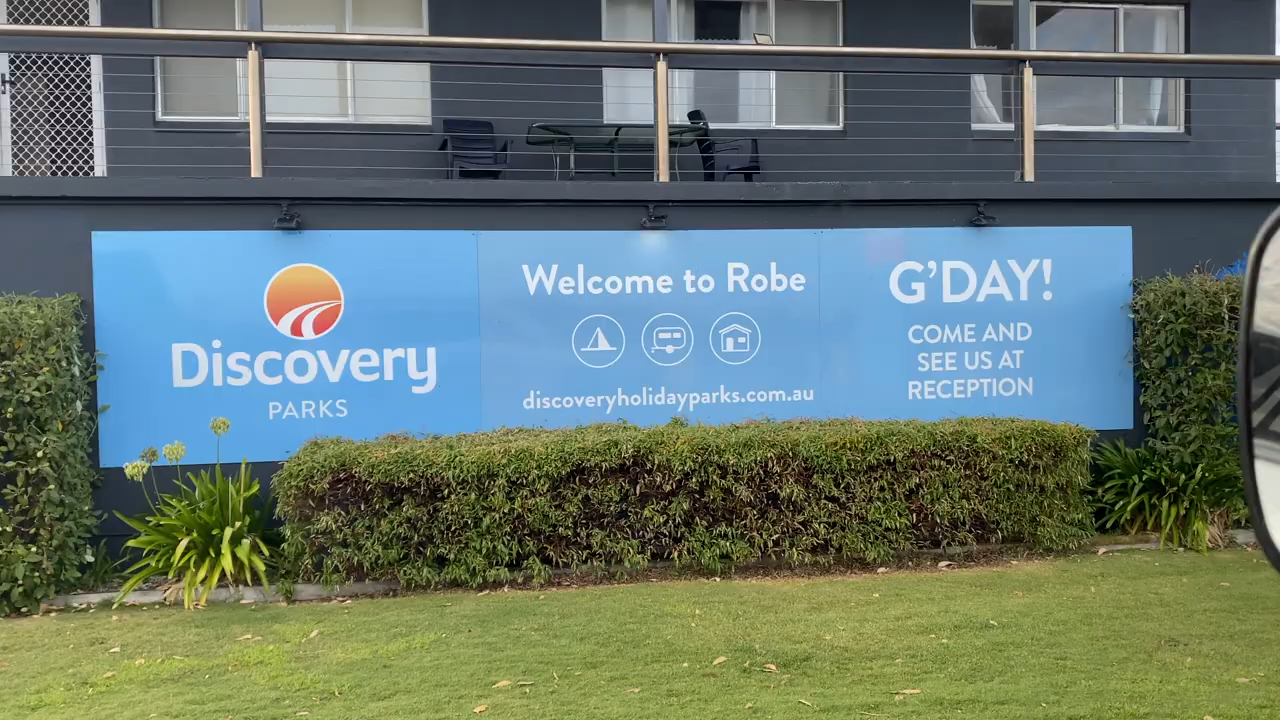 Discovery
PARKS
Welcome to Robe
discoveryholidayparks.com.au
G'DAY!
COME AND
SEE US AT
RECEPTION